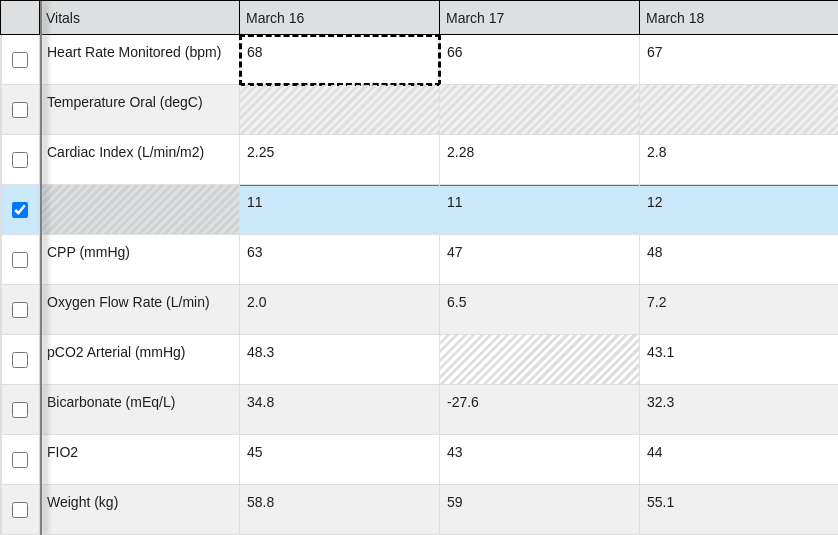 Vitals March 16 March 17 March 18
Heart Rate Monitored (bpm) 68 66 67
Temperature Oral (degC)
Cardiac Index (L/min/m2) 2.25 2.28 2.8
11 11 12
CPP (mmHg) 63 47 48
Oxygen Flow Rate (L/min) 2.0 6.5 7.2
pCO2 Arterial (mmHg) 48.3 43.1
Bicarbonate (mEq/L) 34.8 -27.6 32.3
FIO2 45 43 44
Weight (kg) 58.8 59 55.1